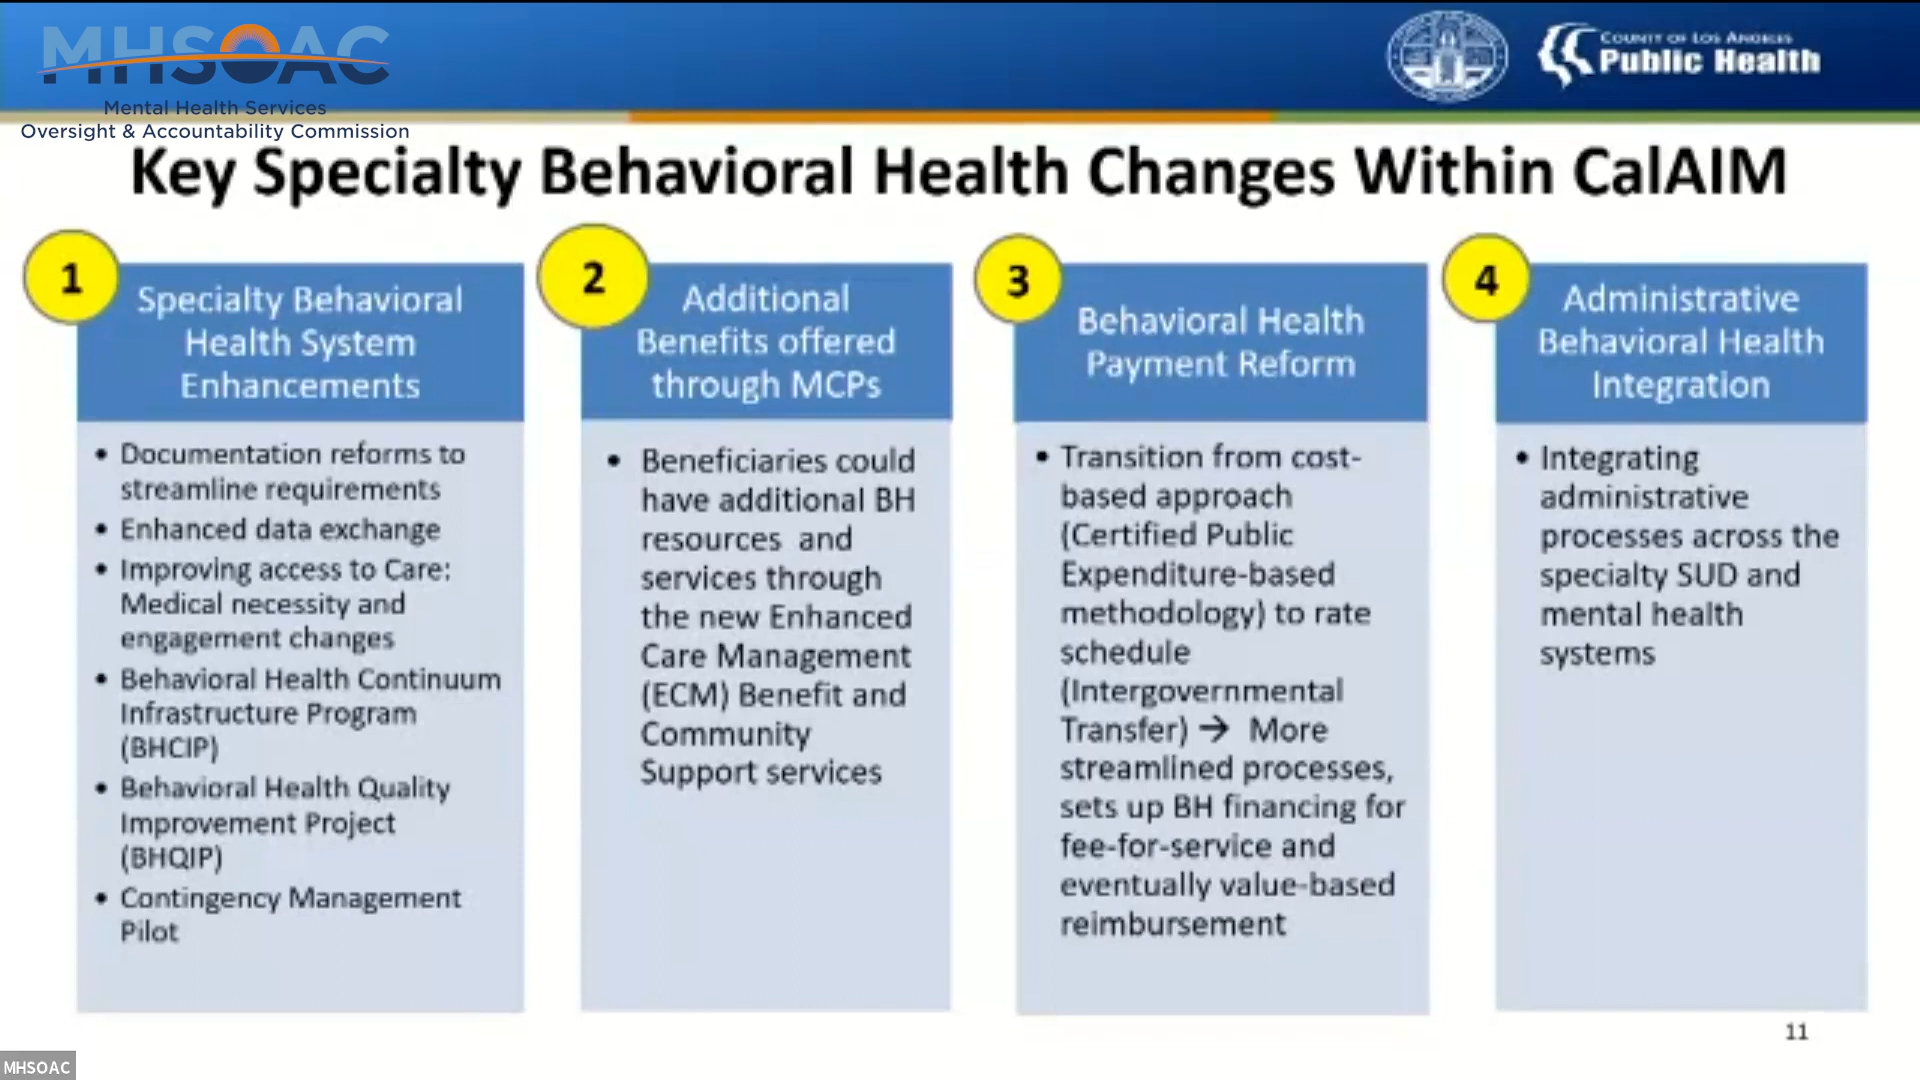 MHSOAC
Mental Health Services
Oversight & Accountability Commission
County of Los Angeles
Public Health
Key Specialty Behavioral Health Changes Within CalAIM
1
Specialty Behavioral
Health System
Enhancements
• Documentation reforms to
streamline requirements
• Enhanced data exchange
• Improving access to Care:
Medical necessity and
engagement changes
• Behavioral Health Continuum
Infrastructure Program
(BHCIP)
• Behavioral Health Quality
Improvement Project
(BHQIP)
• Contingency Management
Pilot
2
Additional
Benefits offered
through MCPs
• Beneficiaries could
have additional BH
resources and
services through
the new Enhanced
Care Management
(ECM) Benefit and
Community
Support services
3
Behavioral Health
Payment Reform
• Transition from cost-
based approach
(Certified Public
Expenditure-based
methodology) to rate
schedule
(Intergovernmental
Transfer) → More
streamlined processes,
sets up BH financing for
fee-for-service and
eventually value-based
reimbursement
4
Administrative
Behavioral Health
Integration
• Integrating
administrative
processes across the
specialty SUD and
mental health
systems
11
MHSOAC